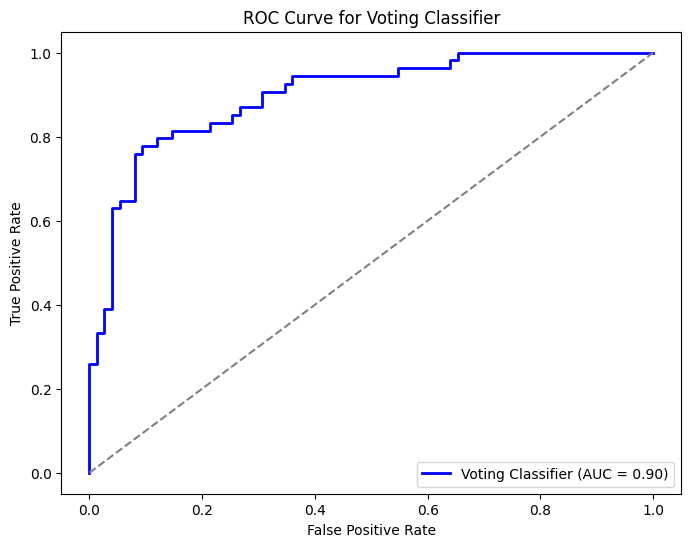 ROC Curve for Voting Classifier
True Positive Rate
1.0
0.8
0.6
0.4
0.2
0.0
Voting Classifier (AUC = 0.90)
0.0 0.2 0.4 0.6 0.8 1.0
False Positive Rate